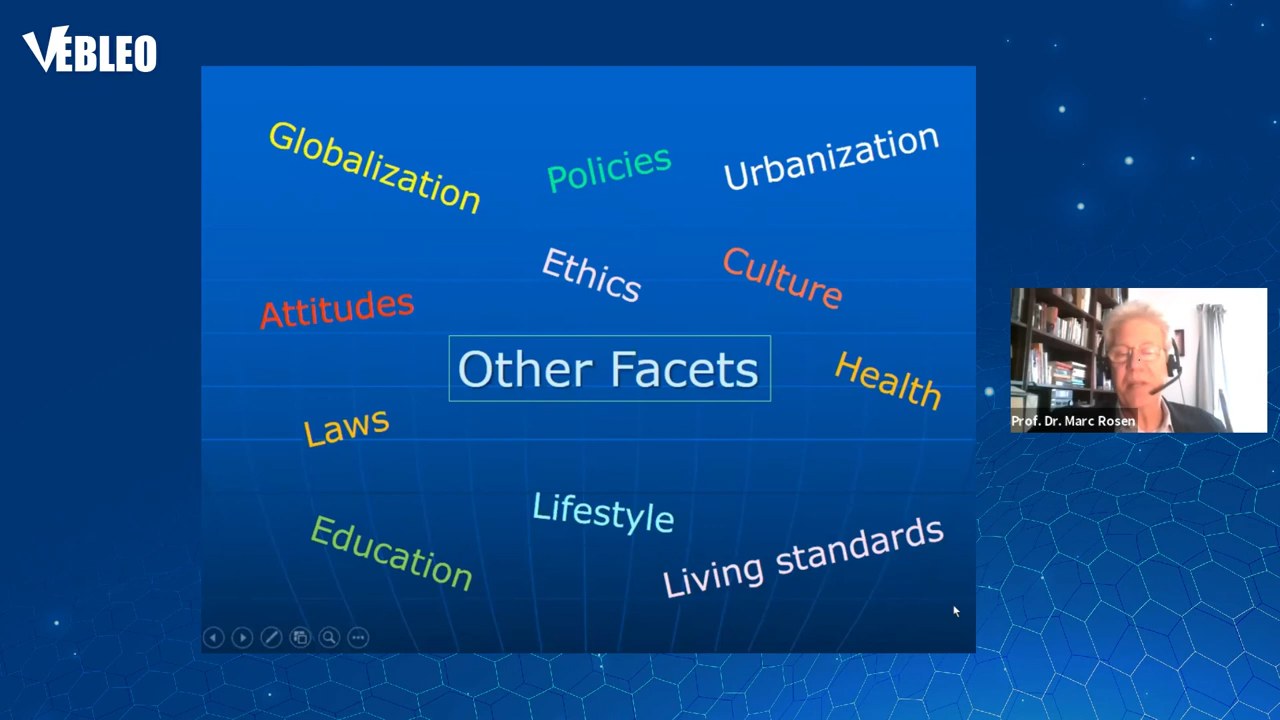 VEBLEO
Globalization
Policies
Urbanization
Ethics
Culture
Attitudes
Other Facets
Health
Laws
Lifestyle
Education
Living standards
Prof. Dr. Marc Rosen